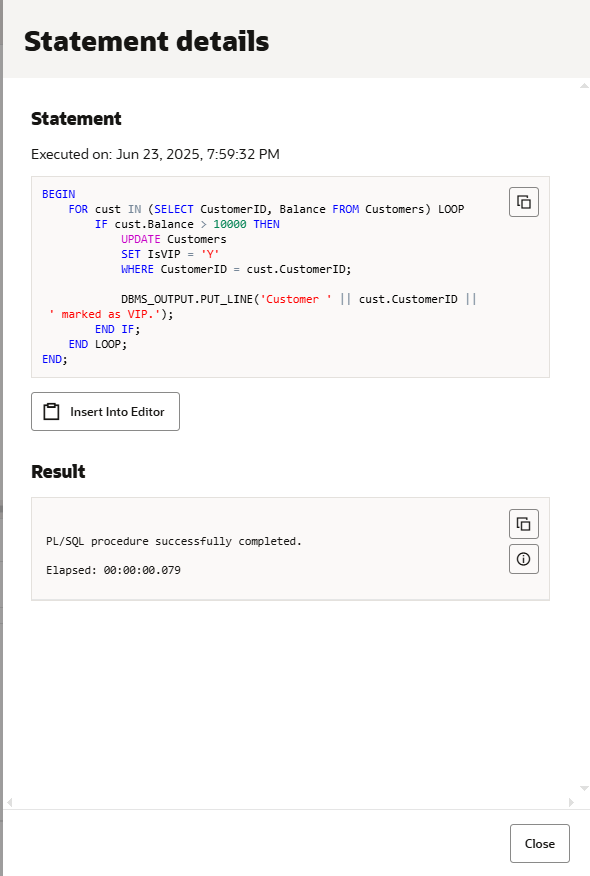 Statement details
Statement
Executed on: Jun 23, 2025, 7:59:32 PM
BEGIN
    FOR cust IN (SELECT CustomerID, Balance FROM Customers) LOOP
        IF cust.Balance > 10000 THEN
            UPDATE Customers
            SET IsVIP = 'Y'
            WHERE CustomerID = cust.CustomerID;

            DBMS_OUTPUT.PUT_LINE('Customer ' || cust.CustomerID ||
 ' marked as VIP.');
        END IF;
    END LOOP;
END;
Insert Into Editor
Result
PL/SQL procedure successfully completed.
Elapsed: 00:00:00.079
Close